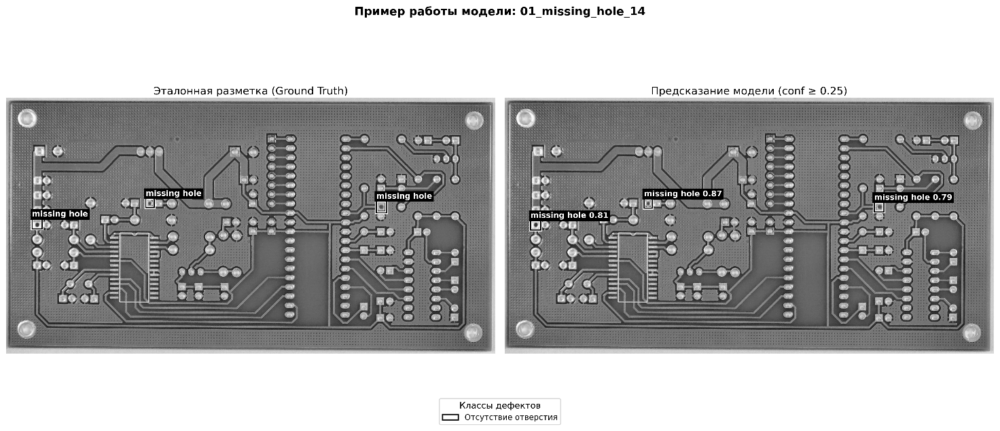 Пример работы модели: 01_missing_hole_14
Эталонная разметка (Ground Truth)
missing hole
missing hole
missing hole
Предсказание модели (conf ≥ 0.25)
missing hole 0.87
missing hole 0.79
missing hole 0.81
Классы дефектов
Отсутствие отверстия